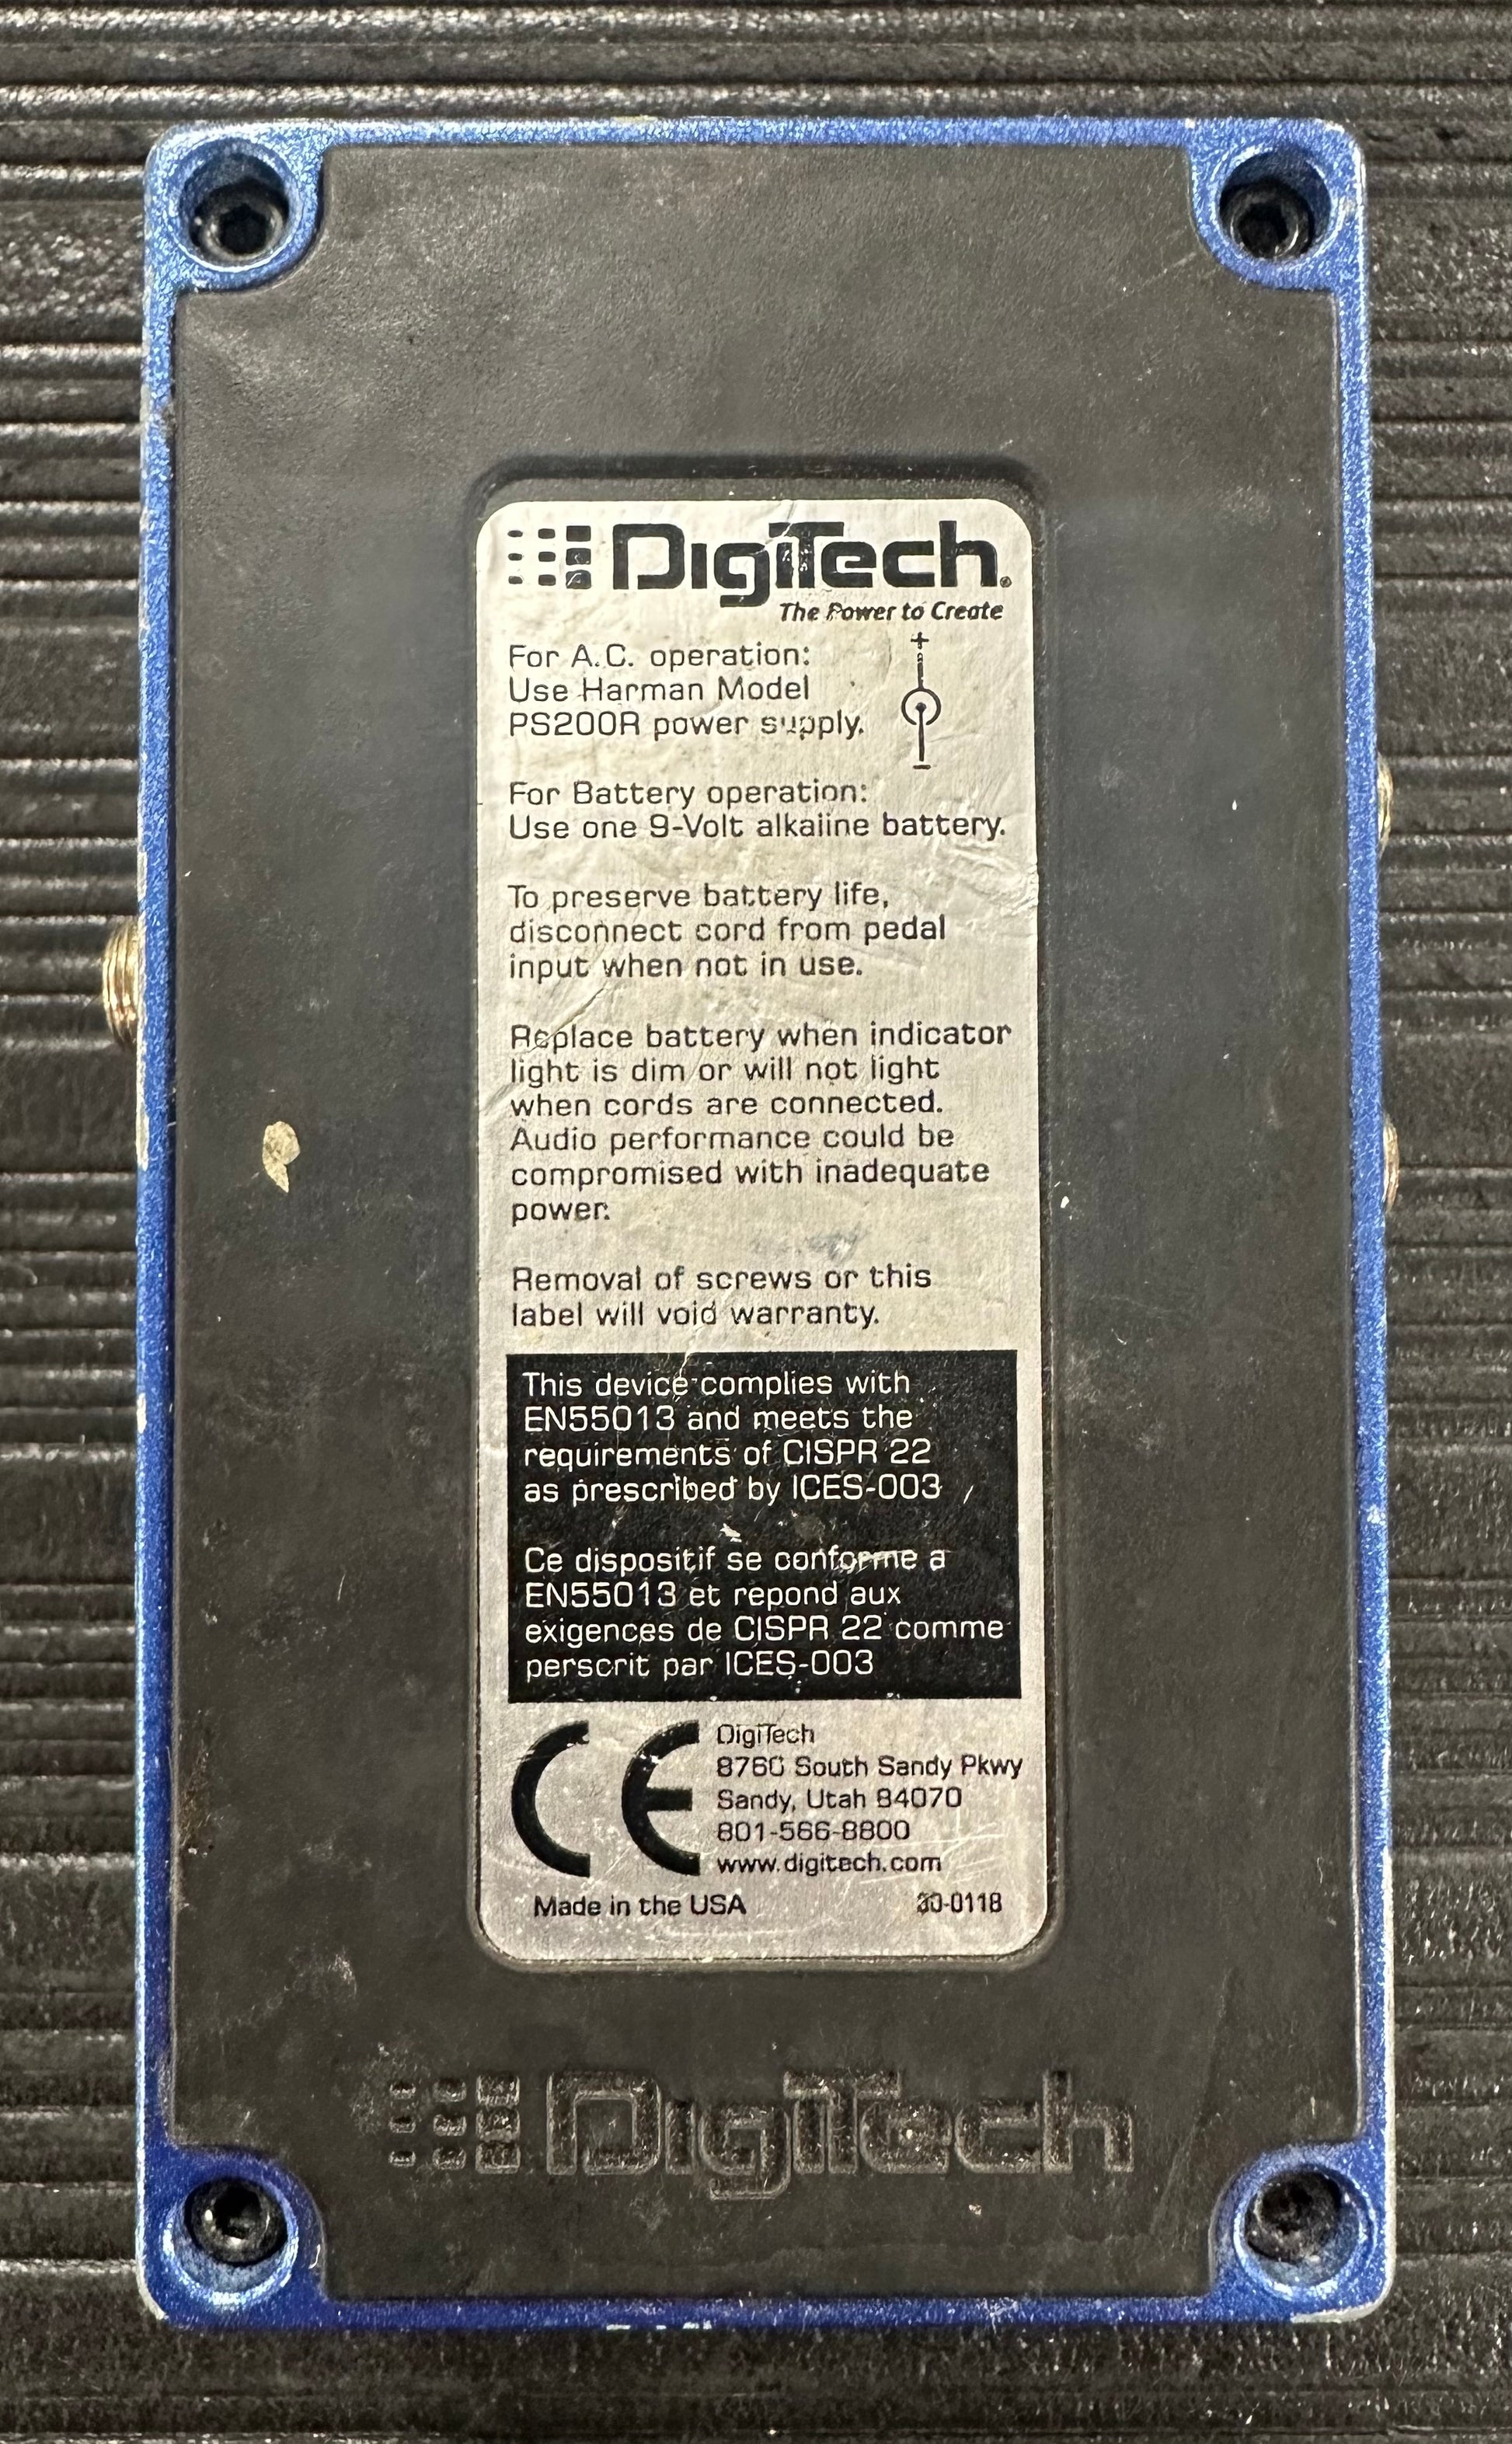 DigiTech®
The Power to Create
For A.C. operation:
Use Harman Model
PS200R power supply.
+
-
For Battery operation:
Use one 9-Volt alkaline battery.
To preserve battery life,
disconnect cord from pedal
input when not in use.
Replace battery when indicator
light is dim or will not light
when cords are connected.
Audio performance could be
compromised with inadequate
power.
Removal of screws or this
label will void warranty.
This device complies with
EN55013 and meets the
requirements of CISPR 22
as prescribed by ICES-003
Ce dispositif se conforme a
EN55013 et repond aux
exigences de CISPR 22 comme
perscrit par ICES-003
CE
DigiTech
8760 South Sandy Pkwy
Sandy, Utah 84070
801-566-8800
www.digitech.com
Made in the USA
30-0118
DigiTech